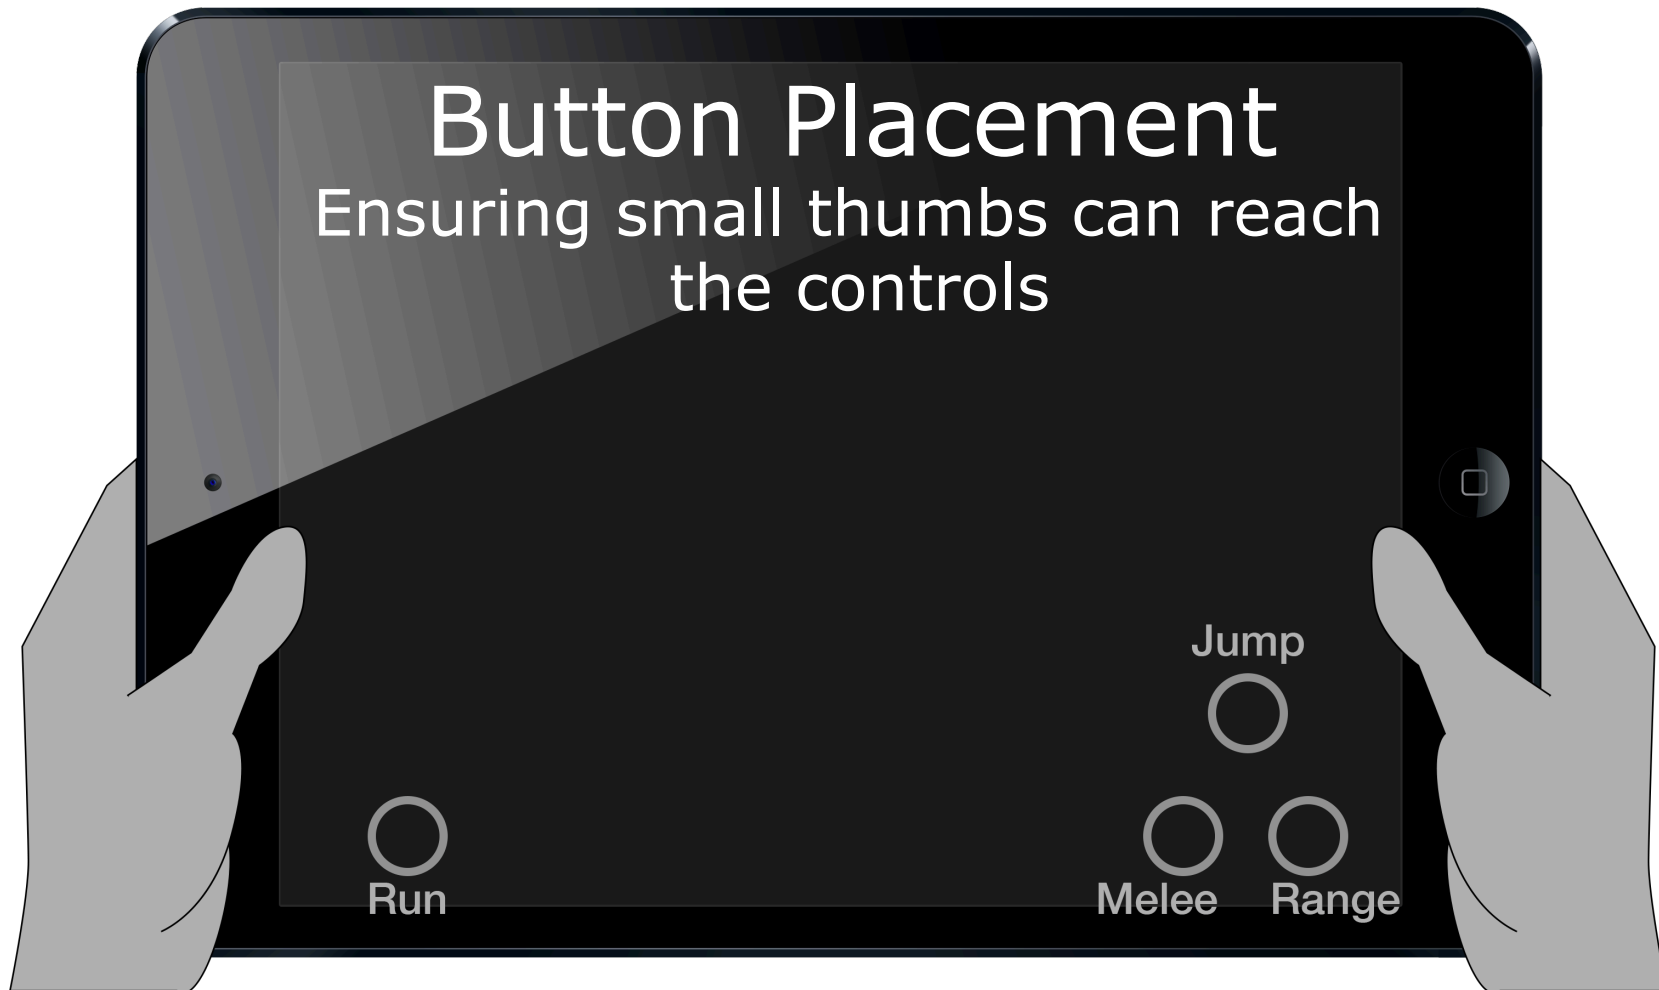 Button Placement
Ensuring small thumbs can reach
the controls
Jump
Run
Melee
Range